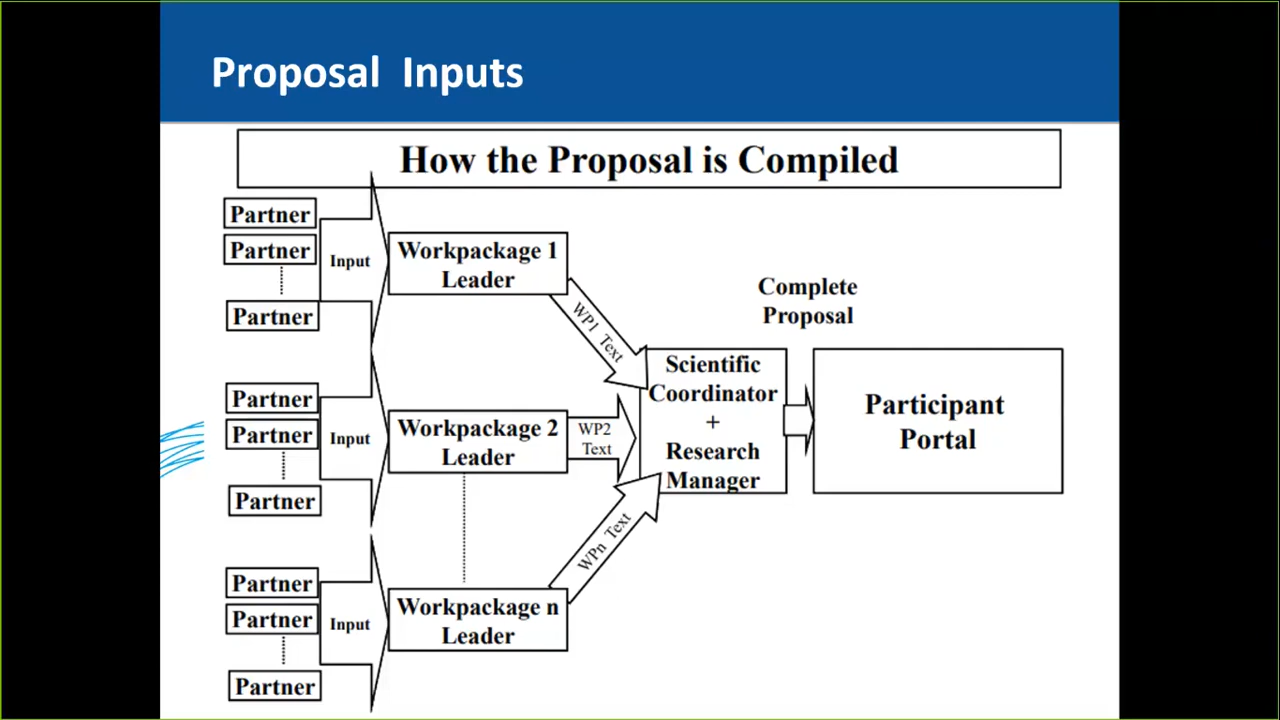 Proposal Inputs
How the Proposal is Compiled
Partner
Partner
Partner
Input
Workpackage 1
Leader
WP1 Text
Partner
Partner
Partner
Input
Workpackage 2
Leader
WP2
Text
Partner
Partner
Partner
Input
Workpackage n
Leader
WPn Text
Scientific
Coordinator
+
Research
Manager
Complete
Proposal
Participant
Portal